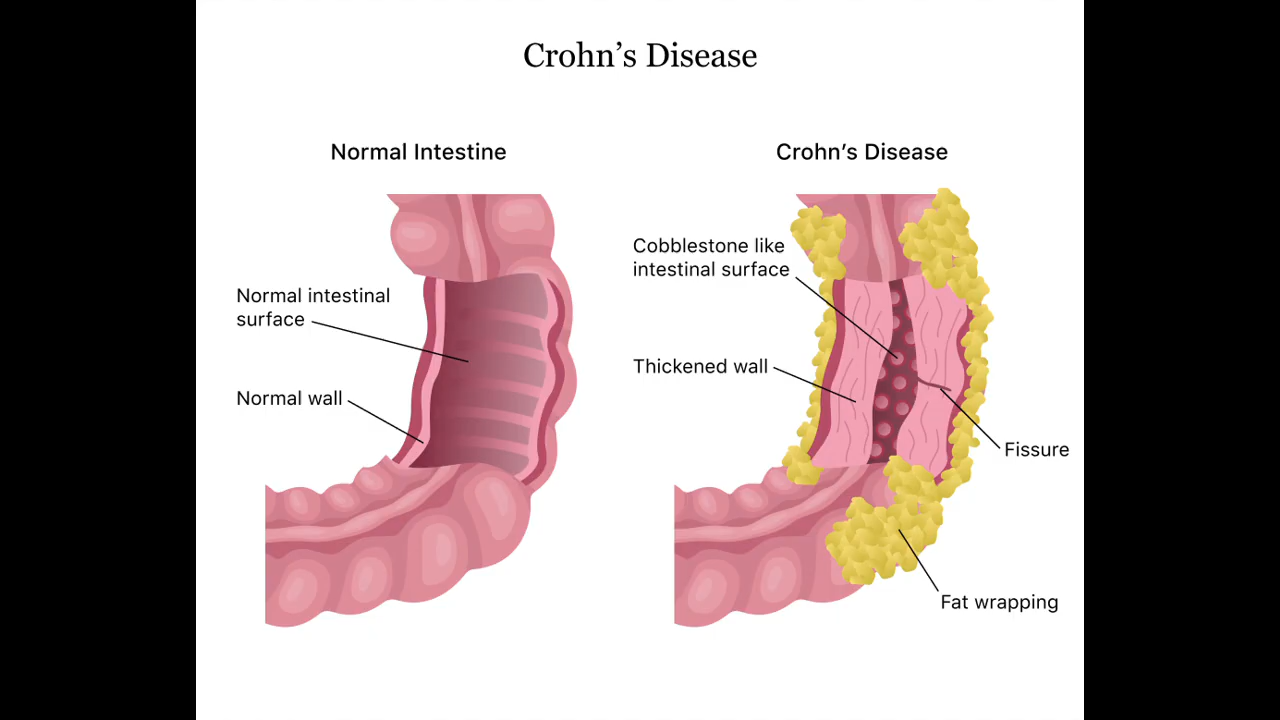 Crohn’s Disease
Normal Intestine
Normal intestinal
surface
Normal wall
Crohn’s Disease
Cobblestone like
intestinal surface
Thickened wall
Fissure
Fat wrapping